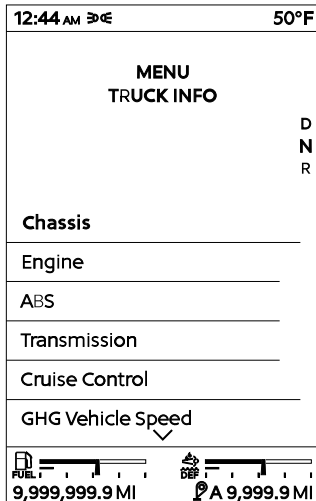 12:44 AM 50°F
MENU
TRUCK INFO
D
N
R
Chassis
Engine
ABS
Transmission
Cruise Control
GHG Vehicle Speed
FUEL DEF
9,999,999.9 MI A 9,999.9 MI